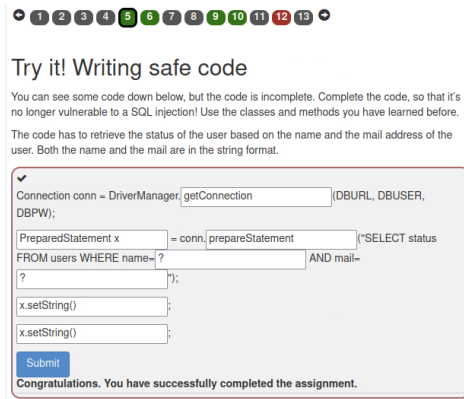 1 2 3 4 5 6 7 8 9 10 11 12 13
Try it! Writing safe code
You can see some code down below, but the code is incomplete. Complete the code, so that it's
no longer vulnerable to a SQL injection! Use the classes and methods you have learned before.
The code has to retrieve the status of the user based on the name and the mail address of the
user. Both the name and the mail are in the string format.
Connection conn = DriverManager. getConnection (DBURL, DBUSER,
DBPW);
PreparedStatement x = conn. prepareStatement ("SELECT status
FROM users WHERE name= ? AND mail=
? ");
x.setString() ;
x.setString() ;
Submit
Congratulations. You have successfully completed the assignment.